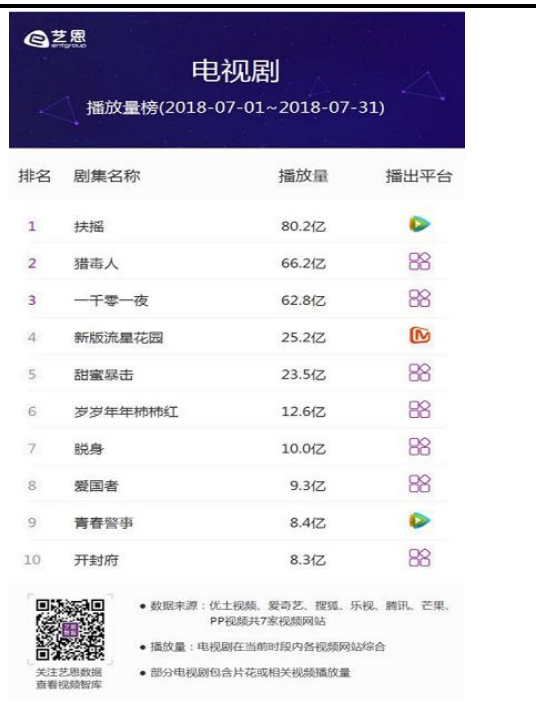 艺恩
entgroup
电视剧
播放量榜(2018-07-01~2018-07-31)
排名 剧集名称 播放量 播出平台
1 扶摇 80.2亿
2 猎毒人 66.2亿
3 一千零一夜 62.8亿
4 新版流星花园 25.2亿
5 甜蜜暴击 23.5亿
6 岁岁年年柿柿红 12.6亿
7 脱身 10.0亿
8 爱国者 9.3亿
9 青春警事 8.4亿
10 开封府 8.3亿
● 数据来源：优土视频、爱奇艺、搜狐、乐视、腾讯、芒果、
PP视频共7家视频网站
● 播放量：电视剧在当前时段内各视频网站综合
● 部分电视剧包含片花或相关视频播放量
艺恩
数据
关注艺恩数据
查看视频智库